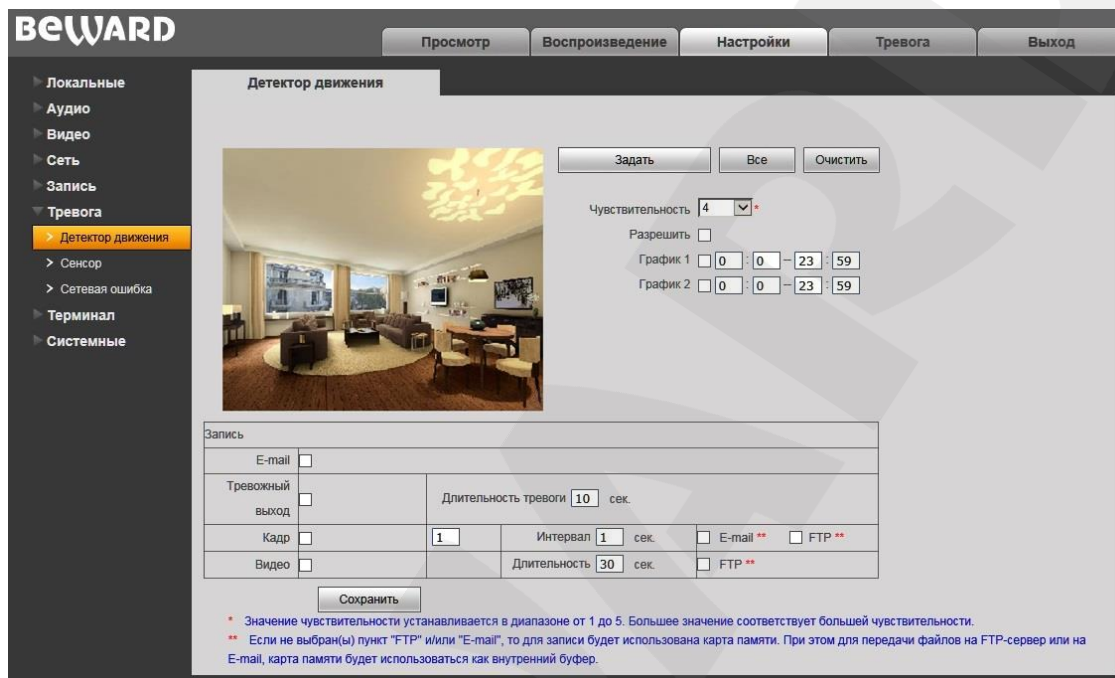 BEWARD
Просмотр Воспроизведение Настройки Тревога Выход
Локальные
Аудио
Видео
Сеть
Запись
Тревога
> Детектор движения
> Сенсор
> Сетевая ошибка
Терминал
Системные
Детектор движения
Задать Все Очистить
Чувствительность 4 *
Разрешить
График 1 0 : 0 – 23 : 59
График 2 0 : 0 – 23 : 59
Запись
E-mail
Тревожный выход Длительность тревоги 10 сек.
Кадр 1 Интервал 1 сек. E-mail ** FTP **
Видео Длительность 30 сек. FTP **
Сохранить
* Значение чувствительности устанавливается в диапазоне от 1 до 5. Большее значение соответствует большей чувствительности.
** Если не выбран(ы) пункт "FTP" и/или "E-mail", то для записи будет использована карта памяти. При этом для передачи файлов на FTP-сервер или на
E-mail, карта памяти будет использоваться как внутренний буфер.